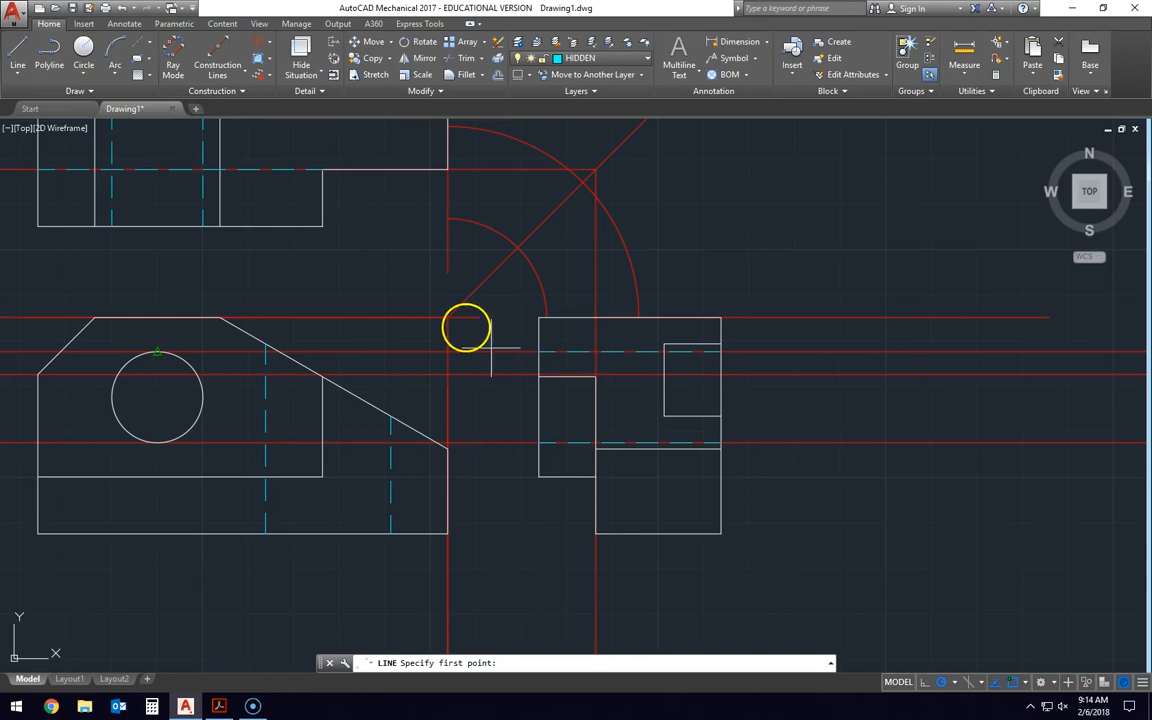 AutoCAD Mechanical 2017 - EDUCATIONAL VERSION Drawing1.dwg
Type a keyword or phrase
Sign In
Home Insert Annotate Parametric Content View Manage Output A360 Express Tools
Line Polyline Circle Arc
Ray Mode
Construction Lines
Hide Situation
Move Rotate Array
Copy Mirror Trim
Stretch Scale Fillet
HIDDEN
Move to Another Layer
Multiline Text
Dimension
Symbol
BOM
Insert
Create
Edit
Edit Attributes
Group
Measure
Paste
Base
Draw Construction Detail Modify Layers Annotation Block Groups Utilities Clipboard View
Start Drawing1*
[−][Top][2D Wireframe]
N
W TOP E
S
WCS
Y
X
LINE Specify first point:
Model Layout1 Layout2
MODEL
9:14 AM
2/6/2018